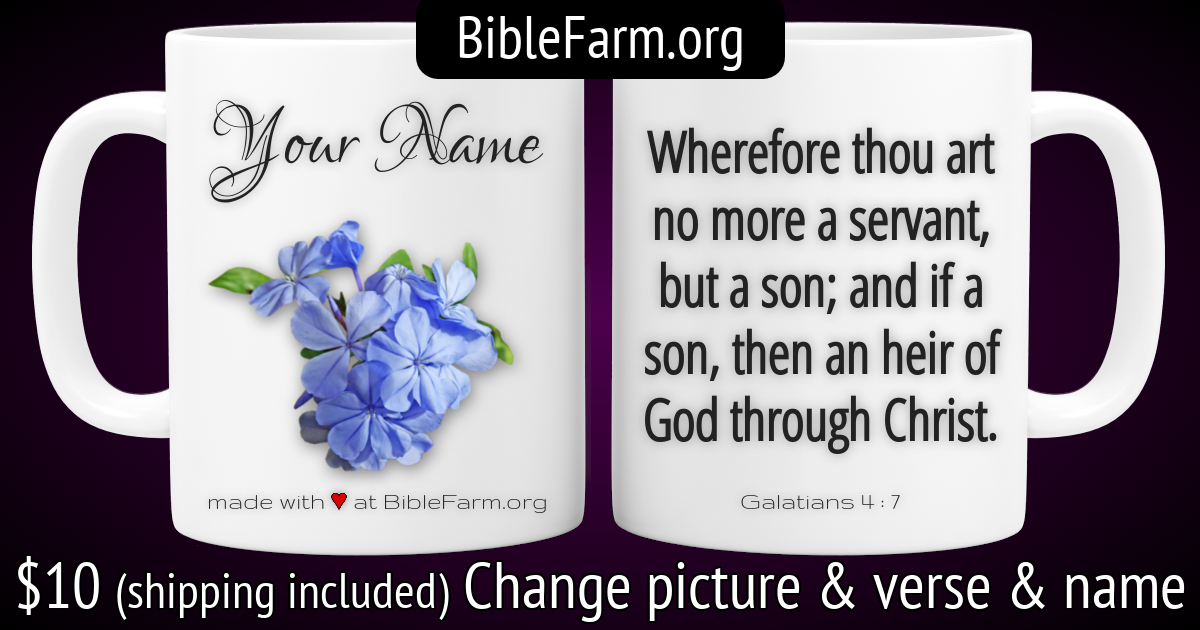 BibleFarm.org
Your Name
made with ♥ at BibleFarm.org
Wherefore thou art
no more a servant,
but a son; and if a
son, then an heir of
God through Christ.
Galatians 4 : 7
$10 (shipping included) Change picture & verse & name